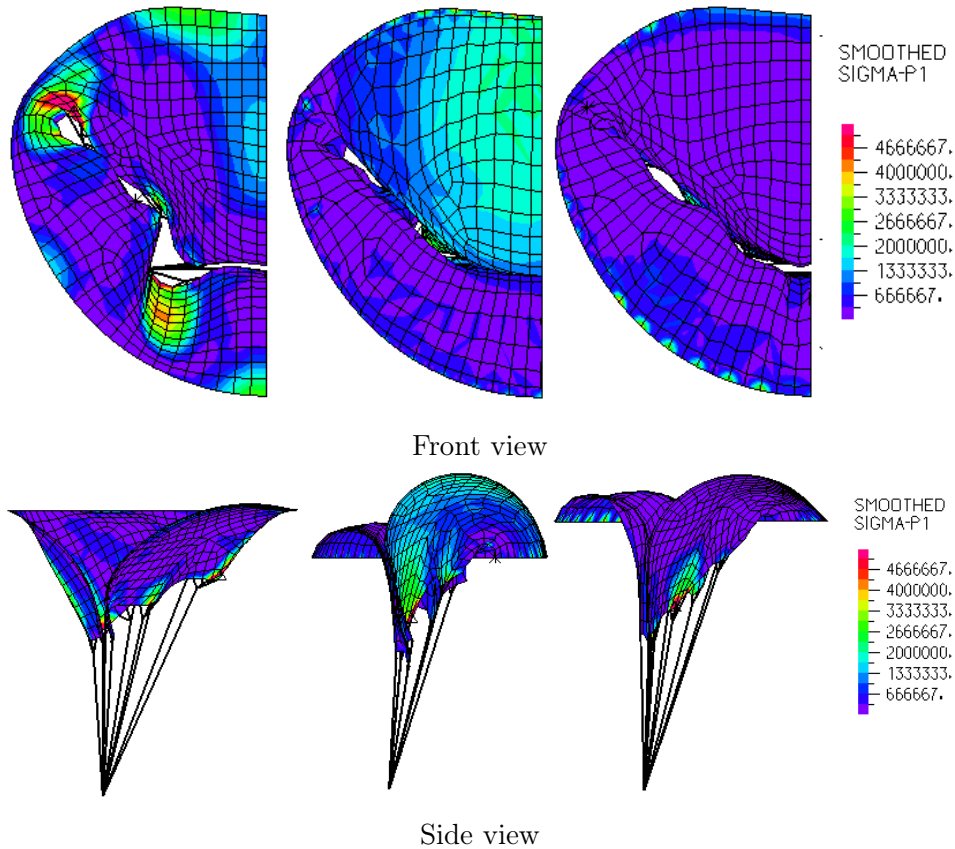 SMOOTHED
SIGMA-P1
4666667.
4000000.
3333333.
2666667.
2000000.
1333333.
666667.
Front view
SMOOTHED
SIGMA-P1
4666667.
4000000.
3333333.
2666667.
2000000.
1333333.
666667.
Side view